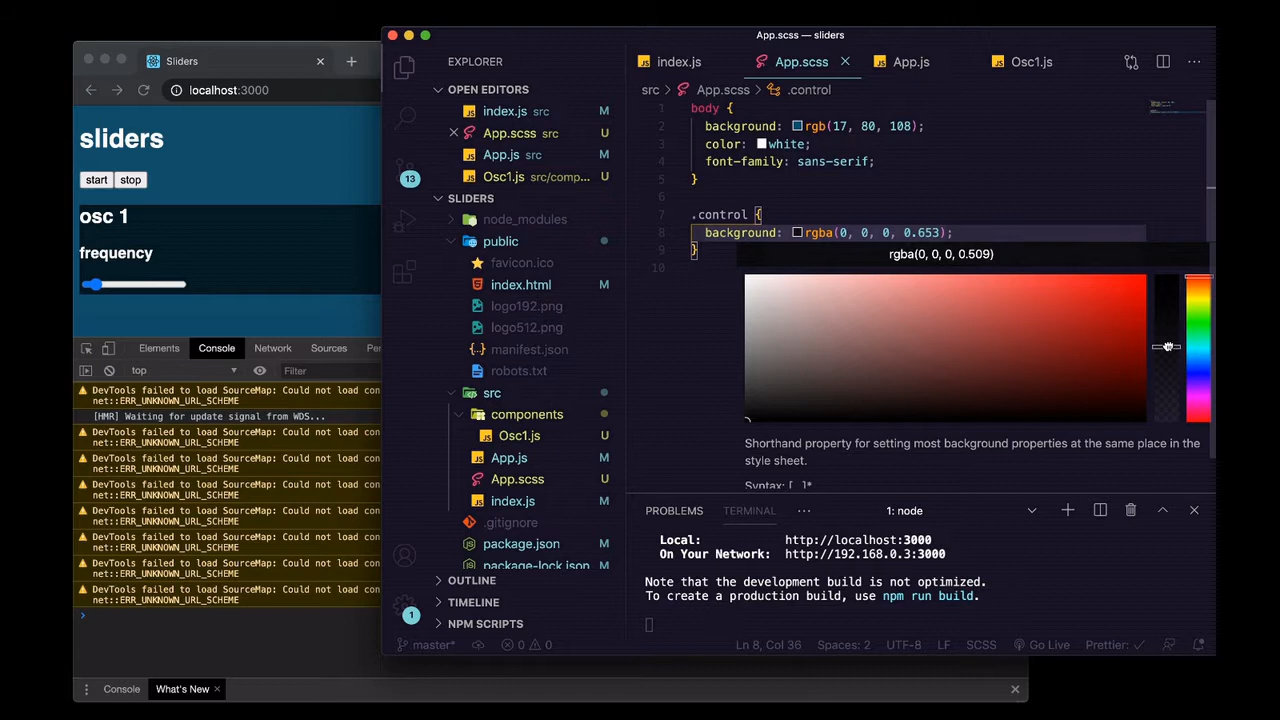 Sliders
localhost:3000
sliders
start stop
osc 1
frequency
Elements Console Network Sources
top Filter
DevTools failed to load SourceMap: Could not load con
net::ERR_UNKNOWN_URL_SCHEME
[HMR] Waiting for update signal from WDS...
DevTools failed to load SourceMap: Could not load con
net::ERR_UNKNOWN_URL_SCHEME
DevTools failed to load SourceMap: Could not load con
net::ERR_UNKNOWN_URL_SCHEME
DevTools failed to load SourceMap: Could not load con
net::ERR_UNKNOWN_URL_SCHEME
DevTools failed to load SourceMap: Could not load con
net::ERR_UNKNOWN_URL_SCHEME
DevTools failed to load SourceMap: Could not load con
net::ERR_UNKNOWN_URL_SCHEME
DevTools failed to load SourceMap: Could not load con
net::ERR_UNKNOWN_URL_SCHEME
DevTools failed to load SourceMap: Could not load con
net::ERR_UNKNOWN_URL_SCHEME
Console What's New
App.scss — sliders
EXPLORER
OPEN EDITORS
index.js src M
App.scss src U
App.js src M
Osc1.js src/comp... U
SLIDERS
node_modules
public
favicon.ico
index.html M
logo192.png
logo512.png
manifest.json
robots.txt
src
components
Osc1.js U
App.js M
App.scss U
index.js M
.gitignore
package.json M
package-lock.json M
OUTLINE
TIMELINE
NPM SCRIPTS
13
1
index.js App.scss App.js Osc1.js
src App.scss .control
1 body {
2 background: rgb(17, 80, 108);
3 color: white;
4 font-family: sans-serif;
5 }
6
7 .control {
8 background: rgba(0, 0, 0, 0.653);
9 }
10
rgba(0, 0, 0, 0.509)
Shorthand property for setting most background properties at the same place in the
style sheet.
PROBLEMS TERMINAL ... 1: node
Local: http://localhost:3000
On Your Network: http://192.168.0.3:3000
Note that the development build is not optimized.
To create a production build, use npm run build.
master* 0 0 Ln 8, Col 36 Spaces: 2 UTF-8 LF SCSS Go Live Prettier: ✓